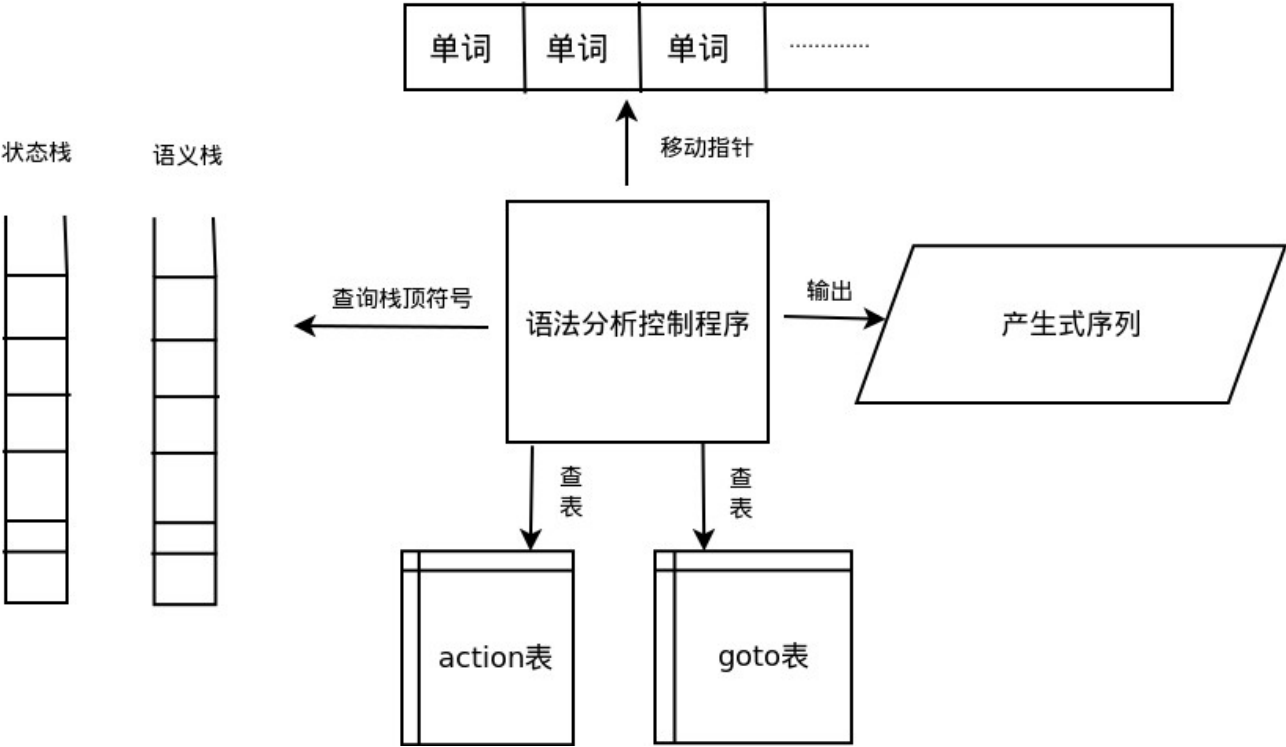 单词 单词 单词 .............
移动指针
状态栈 语义栈
查询栈顶符号
语法分析控制程序
输出
产生式序列
查
表
查
表
action表
goto表